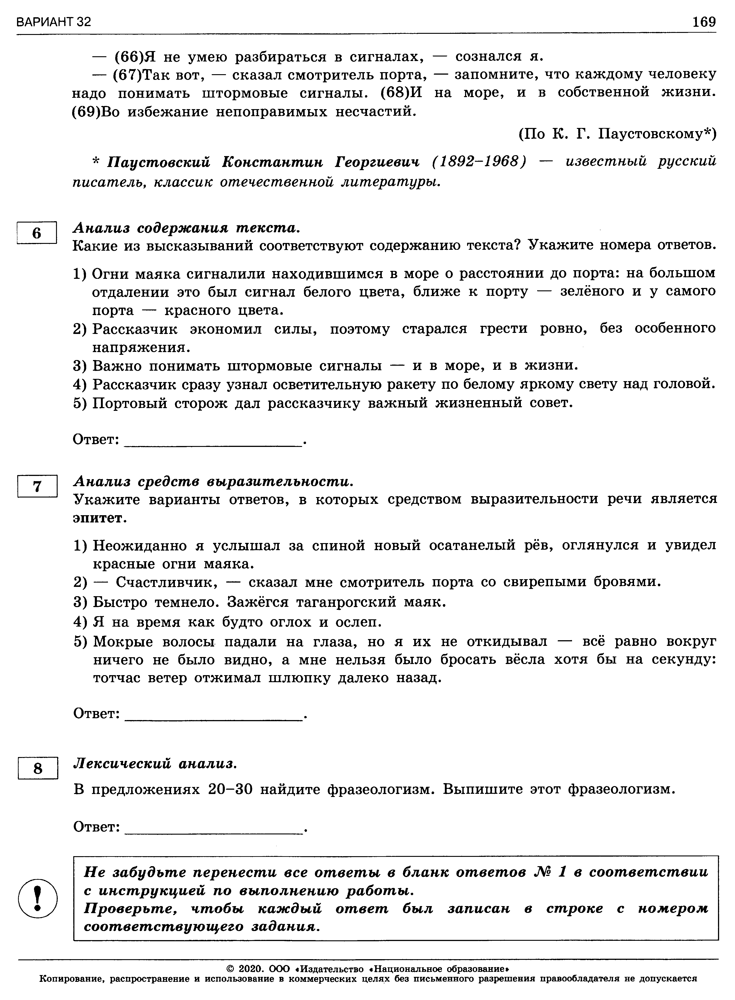 ВАРИАНТ 32
169
— (66)Я не умею разбираться в сигналах, — сознался я.
— (67)Так вот, — сказал смотритель порта, — запомните, что каждому человеку
надо понимать штормовые сигналы. (68)И на море, и в собственной жизни.
(69)Во избежание непоправимых несчастий.
(По К. Г. Паустовскому*)
* Паустовский Константин Георгиевич (1892–1968) — известный русский
писатель, классик отечественной литературы.
6
Анализ содержания текста.
Какие из высказываний соответствуют содержанию текста? Укажите номера ответов.
1) Огни маяка сигналили находившимся в море о расстоянии до порта: на большом
отдалении это был сигнал белого цвета, ближе к порту — зелёного и у самого
порта — красного цвета.
2) Рассказчик экономил силы, поэтому старался грести ровно, без особенного
напряжения.
3) Важно понимать штормовые сигналы — и в море, и в жизни.
4) Рассказчик сразу узнал осветительную ракету по белому яркому свету над головой.
5) Портовый сторож дал рассказчику важный жизненный совет.
Ответ: ____________________.
7
Анализ средств выразительности.
Укажите варианты ответов, в которых средством выразительности речи является
эпитет.
1) Неожиданно я услышал за спиной новый осатанелый рёв, оглянулся и увидел
красные огни маяка.
2) — Счастливчик, — сказал мне смотритель порта со свирепыми бровями.
3) Быстро темнело. Зажёгся таганрогский маяк.
4) Я на время как будто оглох и ослеп.
5) Мокрые волосы падали на глаза, но я их не откидывал — всё равно вокруг
ничего не было видно, а мне нельзя было бросать вёсла хотя бы на секунду:
тотчас ветер отжимал шлюпку далеко назад.
Ответ: ____________________.
8
Лексический анализ.
В предложениях 20–30 найдите фразеологизм. Выпишите этот фразеологизм.
Ответ: ____________________.
!
Не забудьте перенести все ответы в бланк ответов № 1 в соответствии
с инструкцией по выполнению работы.
Проверьте, чтобы каждый ответ был записан в строке с номером
соответствующего задания.
© 2020. ООО «Издательство «Национальное образование»
Копирование, распространение и использование в коммерческих целях без письменного разрешения правообладателя не допускается